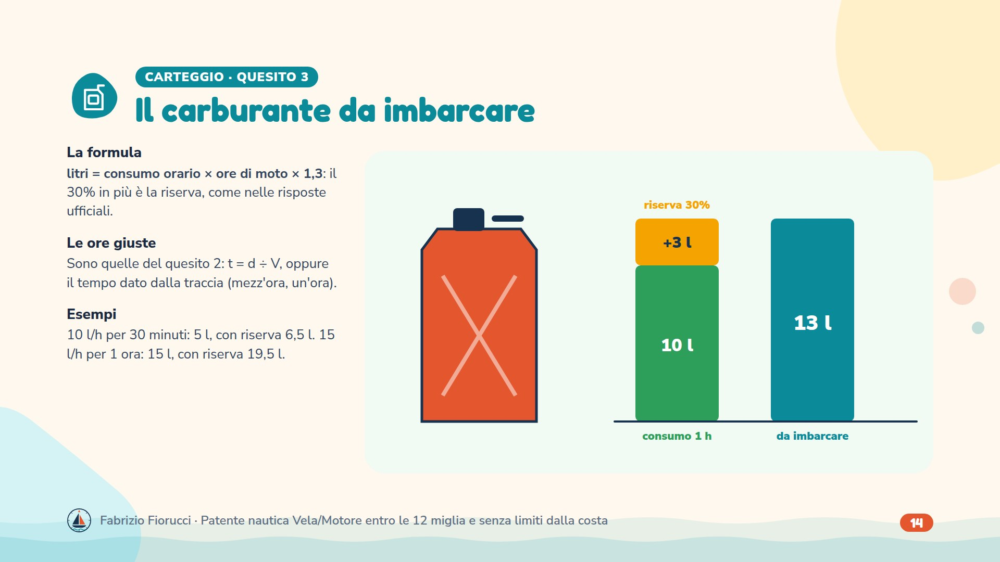 CARTEGGIO · QUESITO 3
Il carburante da imbarcare
La formula
litri = consumo orario × ore di moto × 1,3: il
30% in più è la riserva, come nelle risposte
ufficiali.
Le ore giuste
Sono quelle del quesito 2: t = d ÷ V, oppure
il tempo dato dalla traccia (mezz'ora, un'ora).
Esempi
10 l/h per 30 minuti: 5 l, con riserva 6,5 l. 15
l/h per 1 ora: 15 l, con riserva 19,5 l.
riserva 30%
+3 l
10 l
13 l
consumo 1 h
da imbarcare
Fabrizio Fiorucci · Patente nautica Vela/Motore entro le 12 miglia e senza limiti dalla costa
14